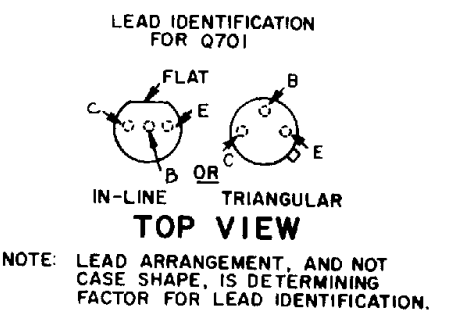 LEAD IDENTIFICATION
FOR Q701
FLAT
C E B
B C E
OR
IN-LINE TRIANGULAR
TOP VIEW
NOTE: LEAD ARRANGEMENT, AND NOT
CASE SHAPE, IS DETERMINING
FACTOR FOR LEAD IDENTIFICATION.